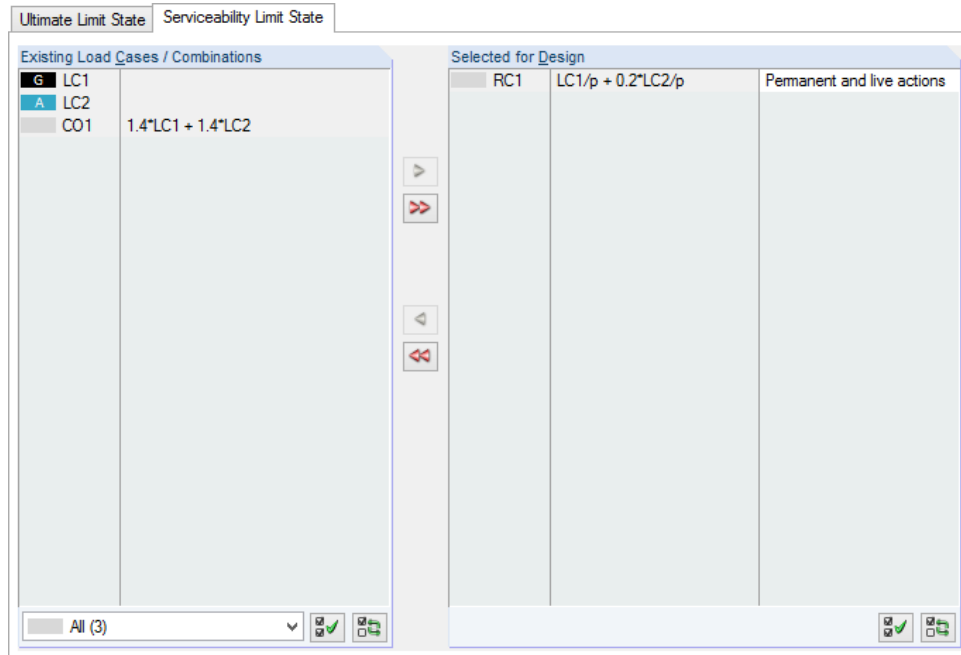 Ultimate Limit State Serviceability Limit State
Existing Load Cases / Combinations
G LC1
A LC2
CO1 1.4*LC1 + 1.4*LC2
All (3)
Selected for Design
RC1 LC1/p + 0.2*LC2/p Permanent and live actions